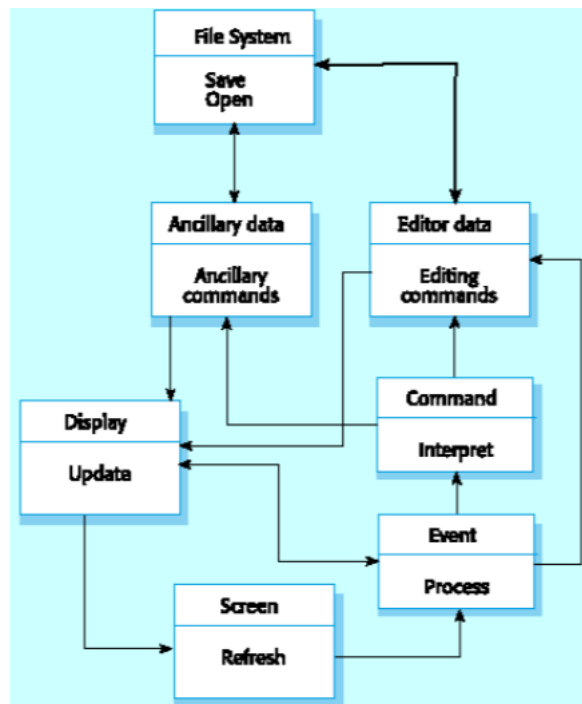 File System
Save
Open
Ancillary data
Ancillary
commands
Editor data
Editing
commands
Command
Interpret
Display
Update
Event
Process
Screen
Refresh